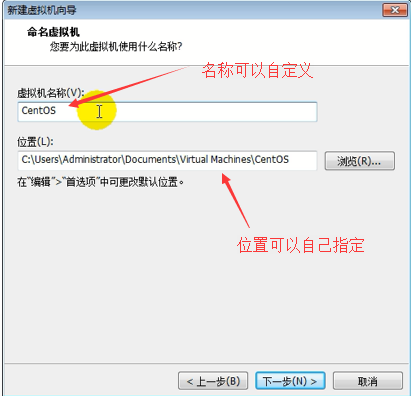 新建虚拟机向导
命名虚拟机
您要为此虚拟机使用什么名称?
名称可以自定义
虚拟机名称(V):
CentOS
位置(L):
C:\Users\Administrator\Documents\Virtual Machines\CentOS
浏览(R)...
在"编辑">"首选项"中可更改默认位置。
位置可以自己指定
< 上一步(B)
下一步(N) >
取消